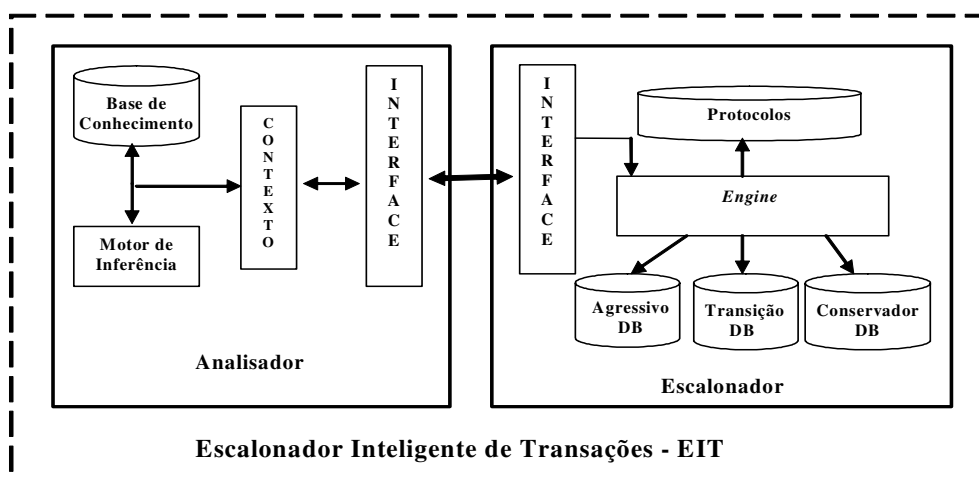 Base de
Conhecimento
Motor de
Inferência
CONTEXTO
INTERFACE
Analisador
INTERFACE
Protocolos
Engine
Agressivo
DB
Transição
DB
Conservador
DB
Escalonador
Escalonador Inteligente de Transações - EIT